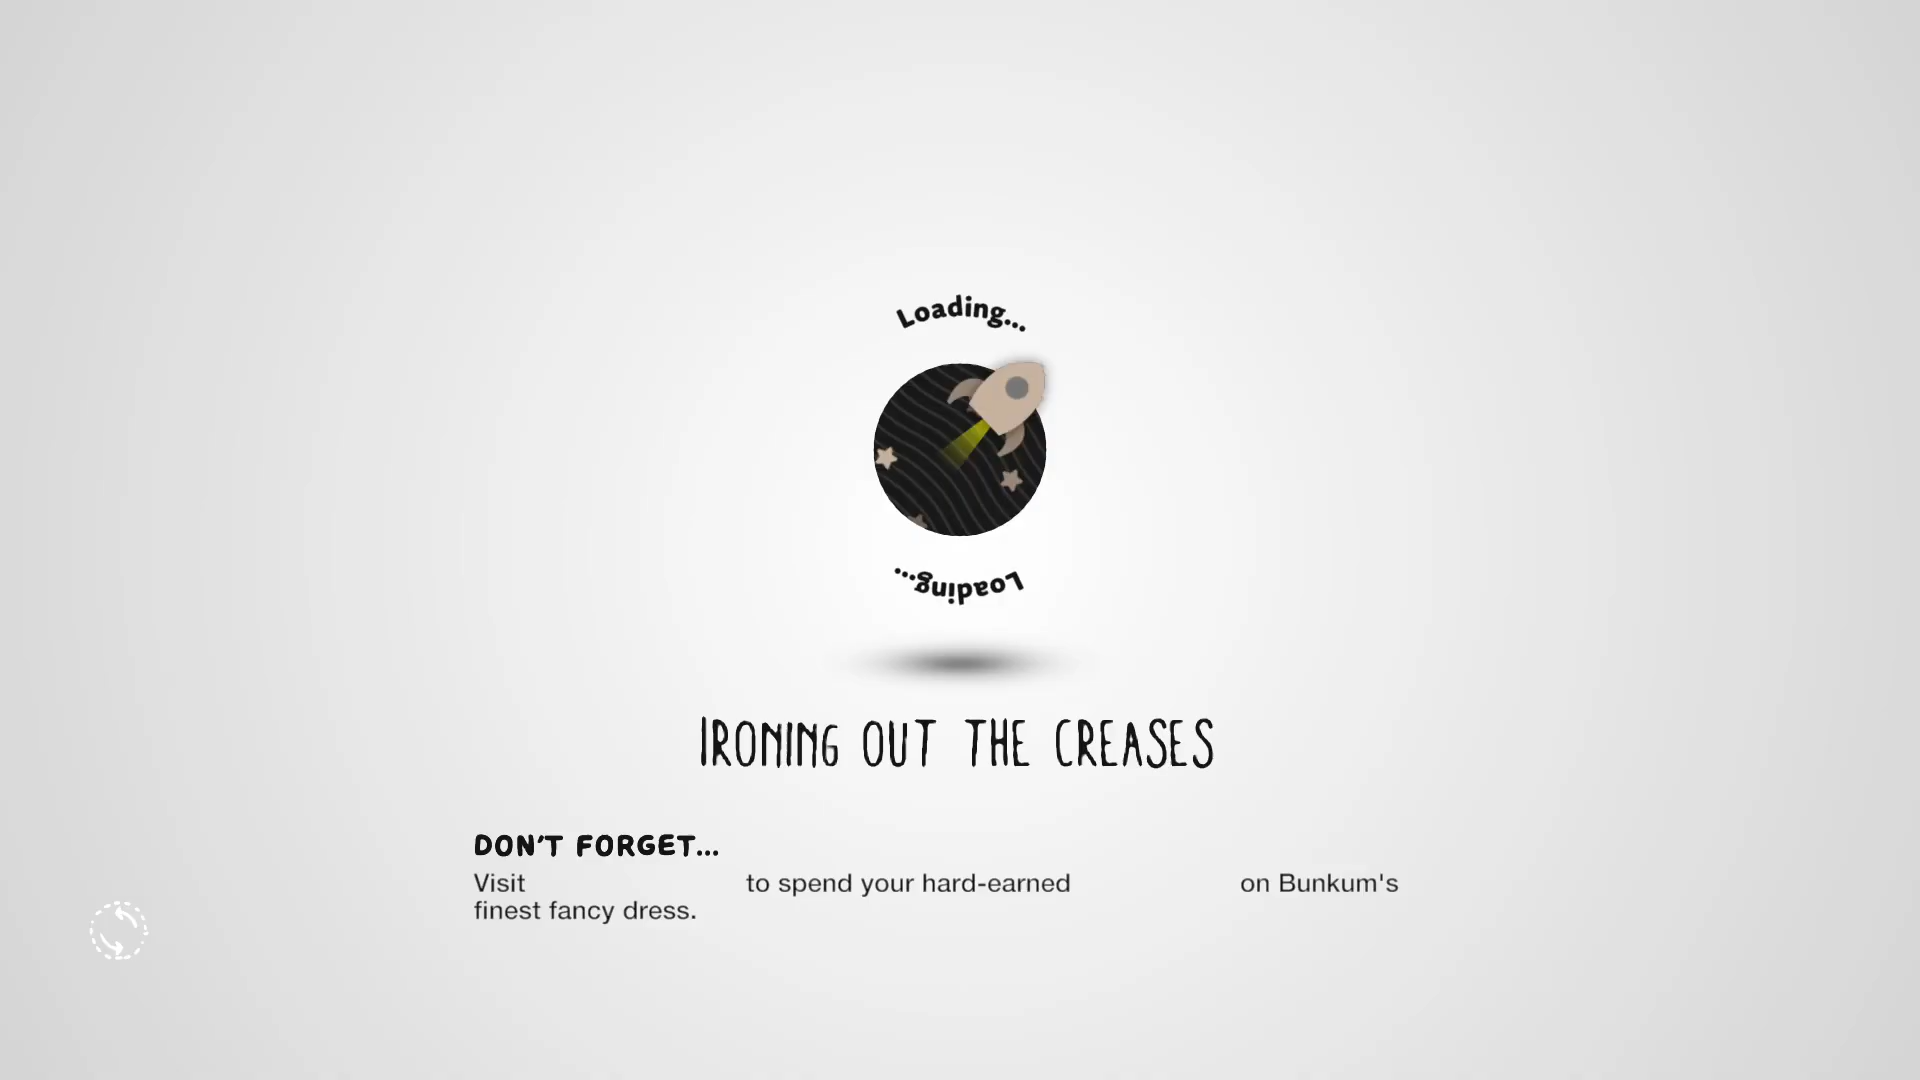 Loading...
Loading...
IRONING OUT THE CREASES
DON'T FORGET...
Visit to spend your hard-earned on Bunkum's
finest fancy dress.